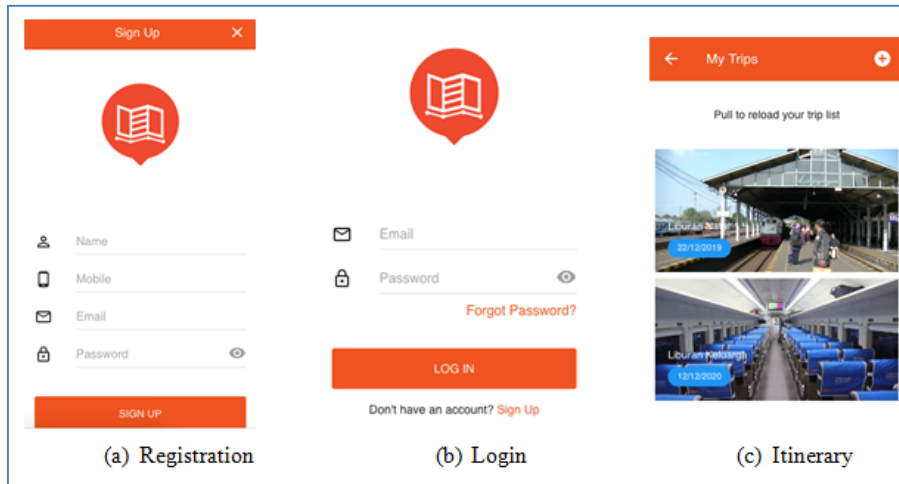 Sign Up
Name
Mobile
Email
Password
SIGN UP
(a) Registration
Email
Password
Forgot Password?
LOG IN
Don't have an account? Sign Up
(b) Login
My Trips
Pull to reload your trip list
Liburan
22/12/2019
Liburan Keluarga
12/12/2020
(c) Itinerary